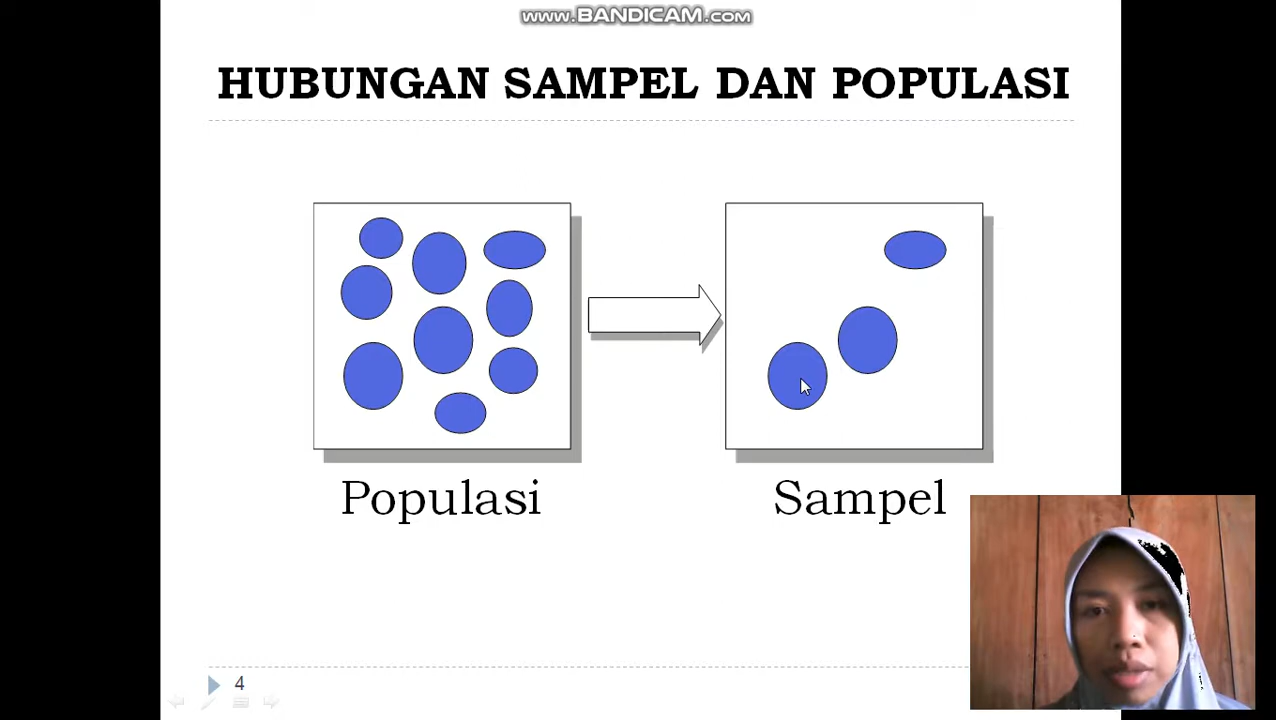 www.BANDICAM.com
HUBUNGAN SAMPEL DAN POPULASI
Populasi
Sampel
4